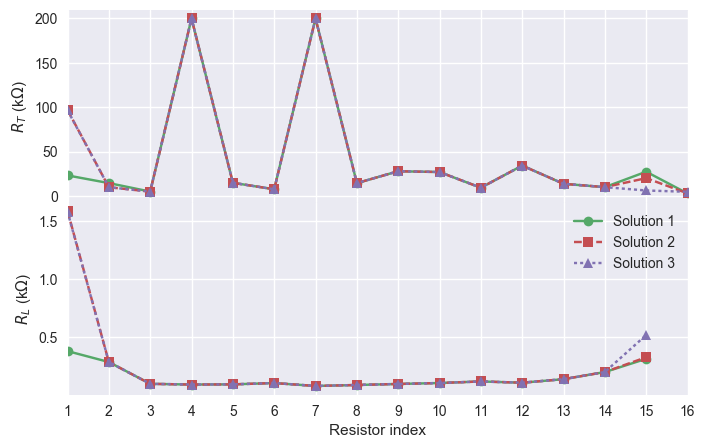 200
150
100
50
0
R_T (kΩ)
1.5
1.0
0.5
R_L (kΩ)
Solution 1
Solution 2
Solution 3
1 2 3 4 5 6 7 8 9 10 11 12 13 14 15 16
Resistor index